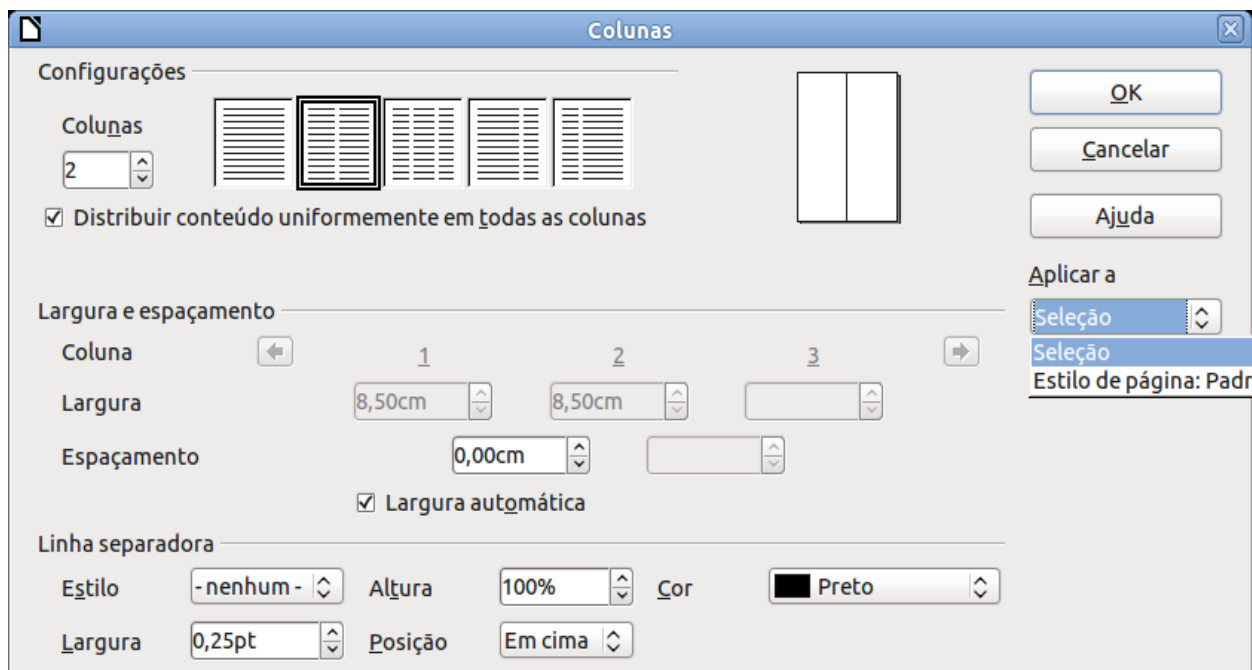 Colunas
Configurações
Colunas
2
Distribuir conteúdo uniformemente em todas as colunas
OK
Cancelar
Ajuda
Aplicar a
Seleção
Seleção
Estilo de página: Padr
Largura e espaçamento
Coluna 1 2 3
Largura 8,50cm 8,50cm
Espaçamento 0,00cm
Largura automática
Linha separadora
Estilo - nenhum - Altura 100% Cor Preto
Largura 0,25pt Posição Em cima